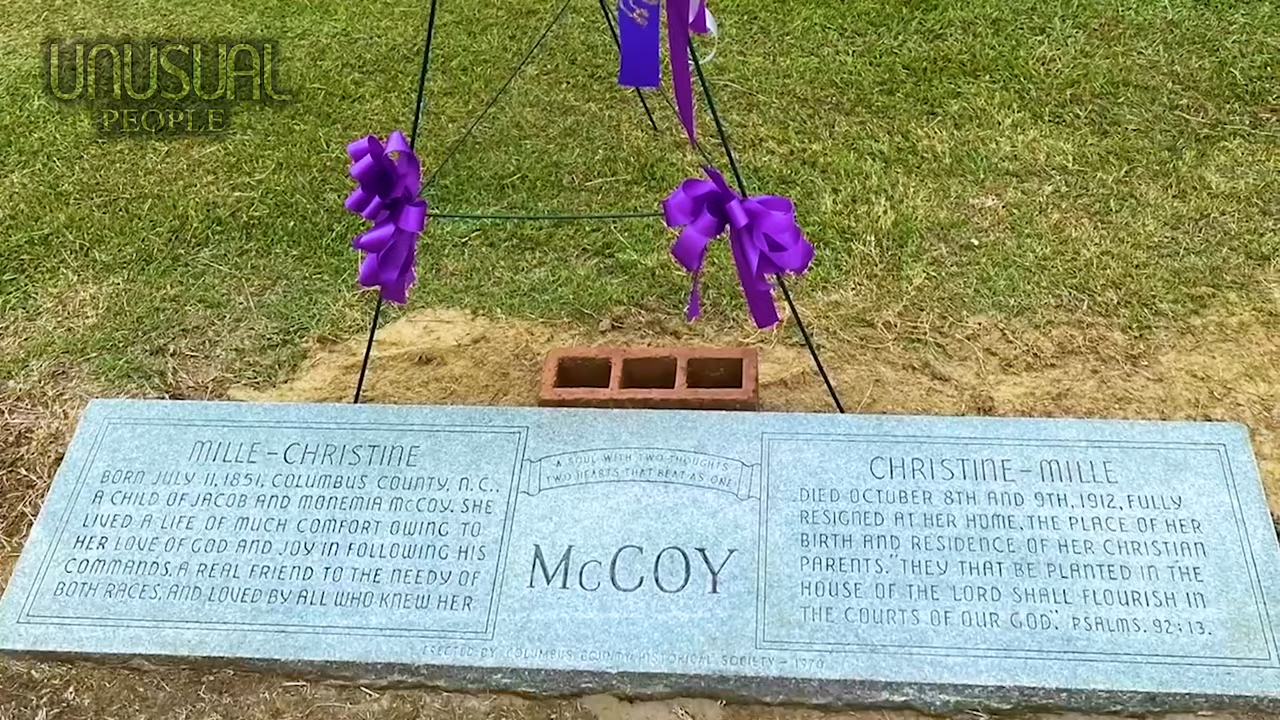 UNUSUAL
PEOPLE
MILLE-CHRISTINE
BORN JULY 11, 1851, COLUMBUS COUNTY, N.C.,
A CHILD OF JACOB AND MONEMIA McCOY. SHE
LIVED A LIFE OF MUCH COMFORT OWING TO
HER LOVE OF GOD AND JOY IN FOLLOWING HIS
COMMANDS. A REAL FRIEND TO THE NEEDY OF
BOTH RACES, AND LOVED BY ALL WHO KNEW HER
A SOUL WITH TWO THOUGHTS
TWO HEARTS THAT BEAT AS ONE
McCOY
CHRISTINE-MILLE
DIED OCTOBER 8TH AND 9TH, 1912, FULLY
RESIGNED AT HER HOME, THE PLACE OF HER
BIRTH AND RESIDENCE OF HER CHRISTIAN
PARENTS. "THEY THAT BE PLANTED IN THE
HOUSE OF THE LORD SHALL FLOURISH IN
THE COURTS OF OUR GOD." PSALMS. 92:13.
ERECTED BY COLUMBUS COUNTY HISTORICAL SOCIETY - 1970